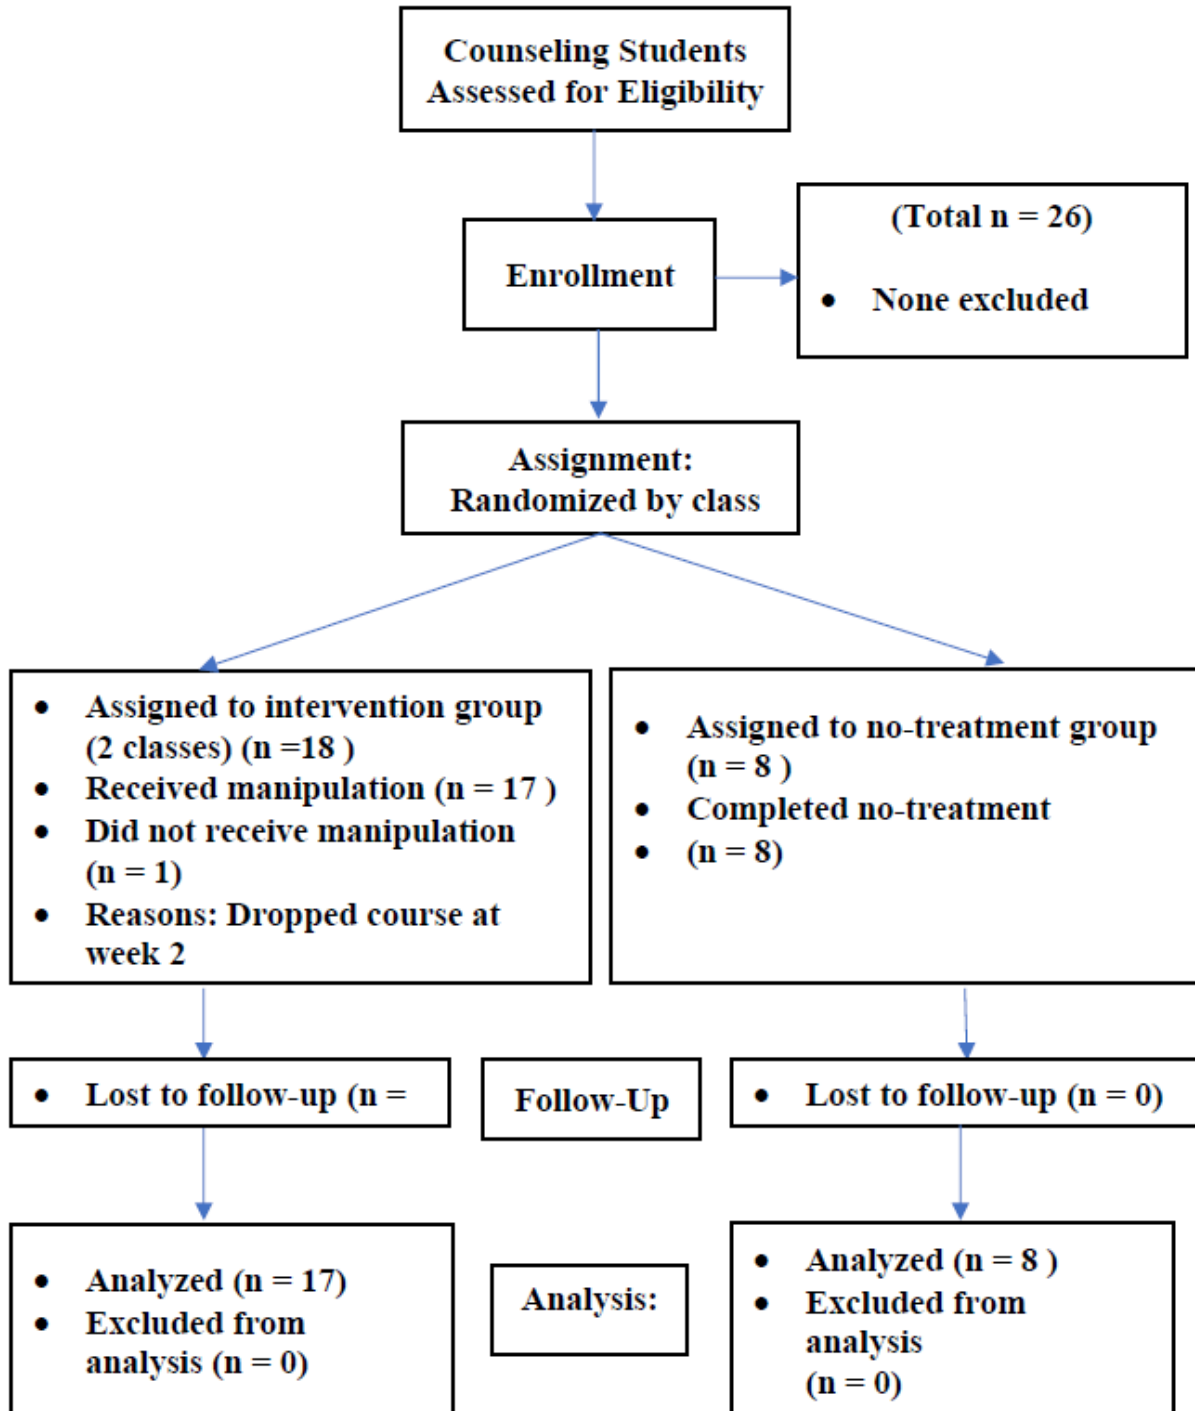 Counseling Students
Assessed for Eligibility
Enrollment
(Total n = 26)
• None excluded
Assignment:
Randomized by class
• Assigned to intervention group
(2 classes) (n =18 )
• Received manipulation (n = 17 )
• Did not receive manipulation
(n = 1)
• Reasons: Dropped course at
week 2
• Assigned to no-treatment group
(n = 8 )
• Completed no-treatment
• (n = 8)
• Lost to follow-up (n =
Follow-Up
• Lost to follow-up (n = 0)
• Analyzed (n = 17)
• Excluded from
analysis (n = 0)
Analysis:
• Analyzed (n = 8 )
• Excluded from
analysis
(n = 0)